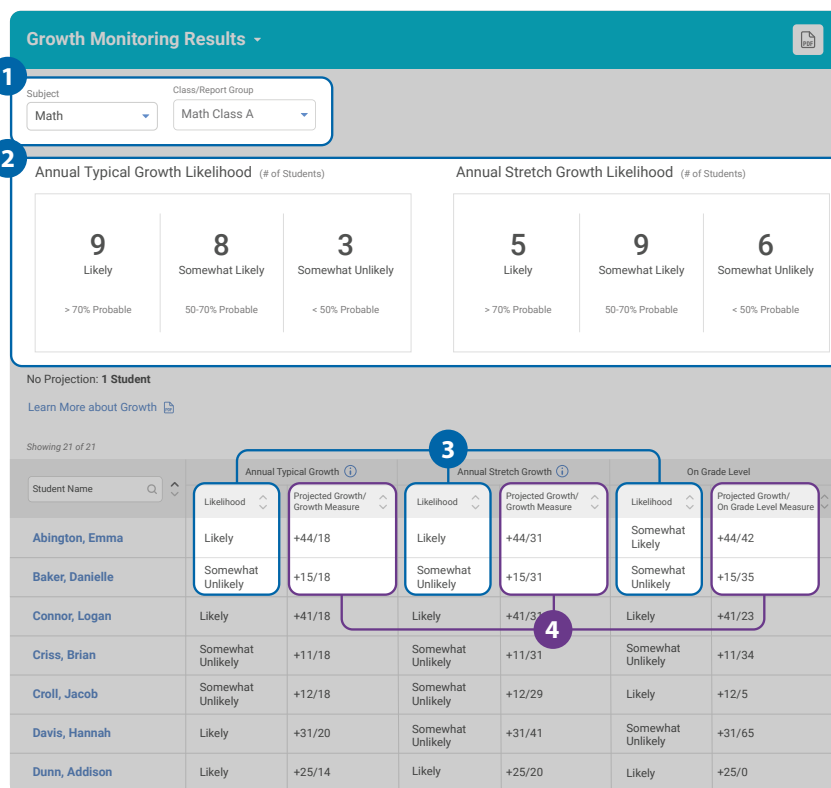 Growth Monitoring Results
PDF
1
Subject
Class/Report Group
Math
Math Class A
2
Annual Typical Growth Likelihood (# of Students)
Annual Stretch Growth Likelihood (# of Students)
9
8
3
5
9
6
Likely
Somewhat Likely
Somewhat Unlikely
Likely
Somewhat Likely
Somewhat Unlikely
> 70% Probable
50-70% Probable
< 50% Probable
> 70% Probable
50-70% Probable
< 50% Probable
No Projection: 1 Student
Learn More about Growth
Showing 21 of 21
3
Annual Typical Growth i
Annual Stretch Growth i
On Grade Level
Student Name
Likelihood
Projected Growth/
Growth Measure
Likelihood
Projected Growth/
Growth Measure
Likelihood
Projected Growth/
On Grade Level Measure
Abington, Emma
Likely
+44/18
Likely
+44/31
Somewhat
Likely
+44/42
Baker, Danielle
Somewhat
Unlikely
+15/18
Somewhat
Unlikely
+15/31
Somewhat
Unlikely
+15/35
Connor, Logan
Likely
+41/18
Likely
+41/31
Likely
+41/23
4
Criss, Brian
Somewhat
Unlikely
+11/18
Somewhat
Unlikely
+11/31
Somewhat
Unlikely
+11/34
Croll, Jacob
Somewhat
Unlikely
+12/18
Somewhat
Unlikely
+12/29
Likely
+12/5
Davis, Hannah
Likely
+31/20
Somewhat
Unlikely
+31/41
Somewhat
Unlikely
+31/65
Dunn, Addison
Likely
+25/14
Likely
+25/20
Likely
+25/0